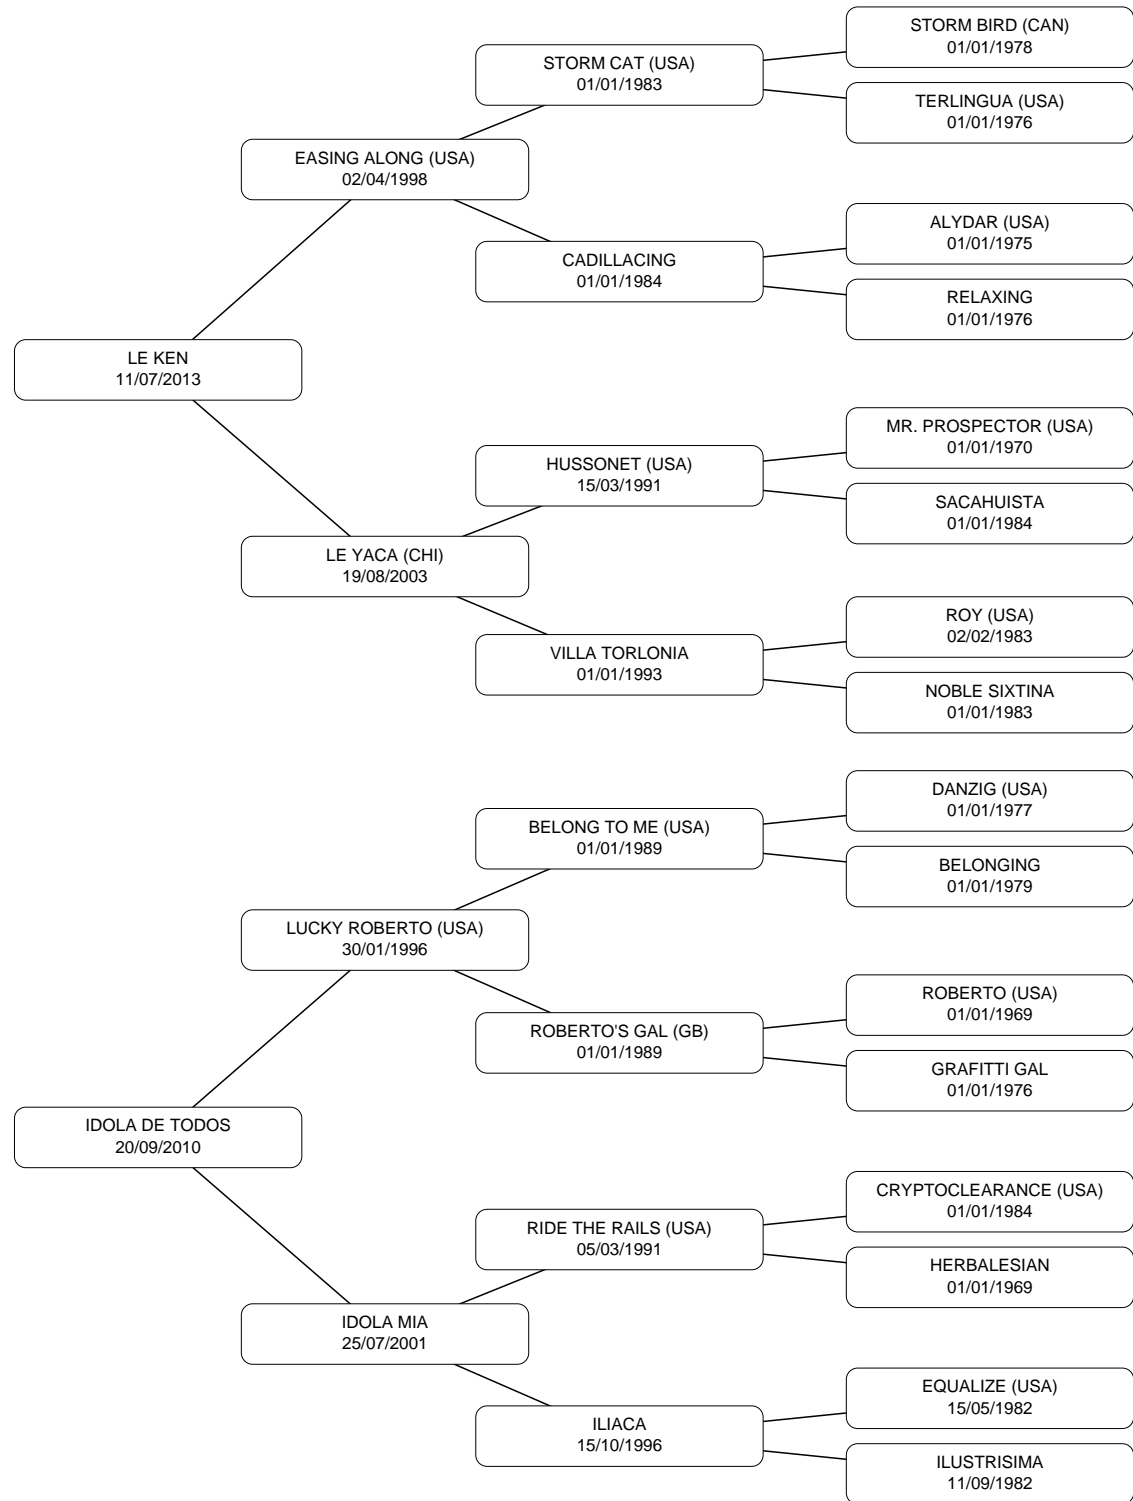 STORM BIRD (CAN)
01/01/1978
STORM CAT (USA)
01/01/1983
TERLINGUA (USA)
01/01/1976
EASING ALONG (USA)
02/04/1998
ALYDAR (USA)
01/01/1975
CADILLACING
01/01/1984
RELAXING
01/01/1976
LE KEN
11/07/2013
MR. PROSPECTOR (USA)
01/01/1970
HUSSONET (USA)
15/03/1991
SACAHUISTA
01/01/1984
LE YACA (CHI)
19/08/2003
ROY (USA)
02/02/1983
VILLA TORLONIA
01/01/1993
NOBLE SIXTINA
01/01/1983
DANZIG (USA)
01/01/1977
BELONG TO ME (USA)
01/01/1989
BELONGING
01/01/1979
LUCKY ROBERTO (USA)
30/01/1996
ROBERTO (USA)
01/01/1969
ROBERTO'S GAL (GB)
01/01/1989
GRAFITTI GAL
01/01/1976
IDOLA DE TODOS
20/09/2010
CRYPTOCLEARANCE (USA)
01/01/1984
RIDE THE RAILS (USA)
05/03/1991
HERBALESIAN
01/01/1969
IDOLA MIA
25/07/2001
EQUALIZE (USA)
15/05/1982
ILIACA
15/10/1996
ILUSTRISIMA
11/09/1982